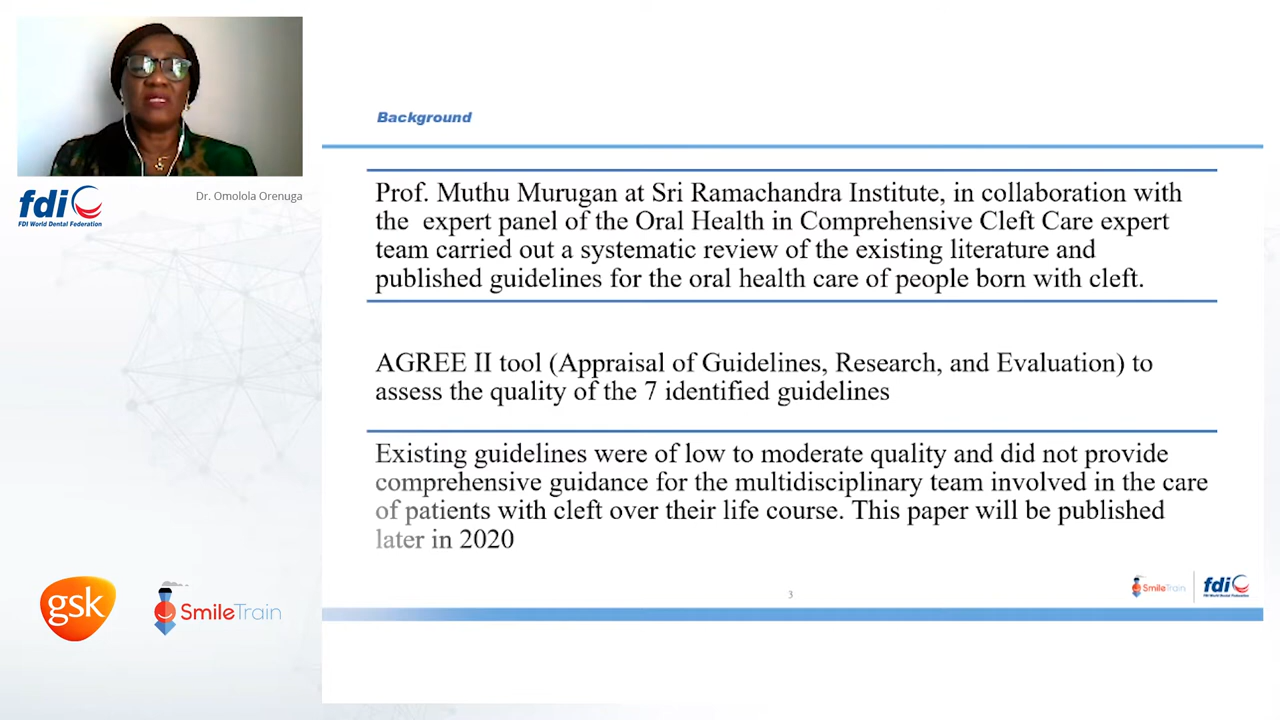 Dr. Omolola Orenuga
fdi
FDI World Dental Federation
Background
Prof. Muthu Murugan at Sri Ramachandra Institute, in collaboration with
the expert panel of the Oral Health in Comprehensive Cleft Care expert
team carried out a systematic review of the existing literature and
published guidelines for the oral health care of people born with cleft.
AGREE II tool (Appraisal of Guidelines, Research, and Evaluation) to
assess the quality of the 7 identified guidelines
Existing guidelines were of low to moderate quality and did not provide
comprehensive guidance for the multidisciplinary team involved in the care
of patients with cleft over their life course. This paper will be published
later in 2020
gsk
SmileTrain
3
SmileTrain
fdi
FDI World Dental Federation